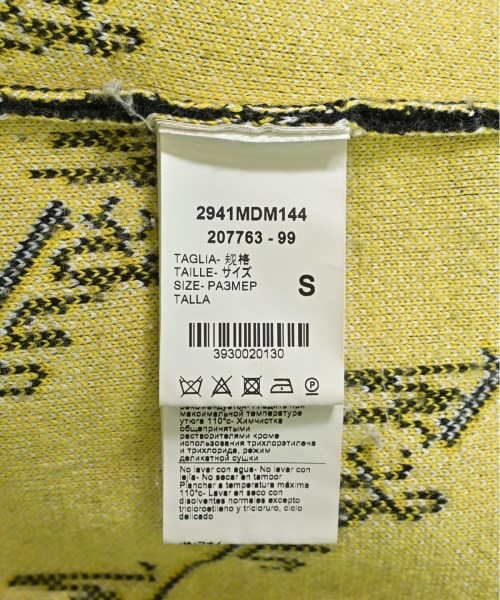 2941MDM144
207763 - 99
TAGLIA- 规格
TAILLE- サイズ
SIZE- РАЗМЕР
TALLA
S
3930020130
максимальной температуре
утюга 110°c- Химчистка
общепринятыми
растворителями кроме
использования трихлорэтилена
и трихлорида, режим
деликатной сушки
No lavar con agua- No lavar con
lejía- No secar en tambor
Planchar a temperatura máxima
110°c- Lavar en seco con
disolventes normales excepto
tricloroetileno y tricloruro, ciclo
delicado